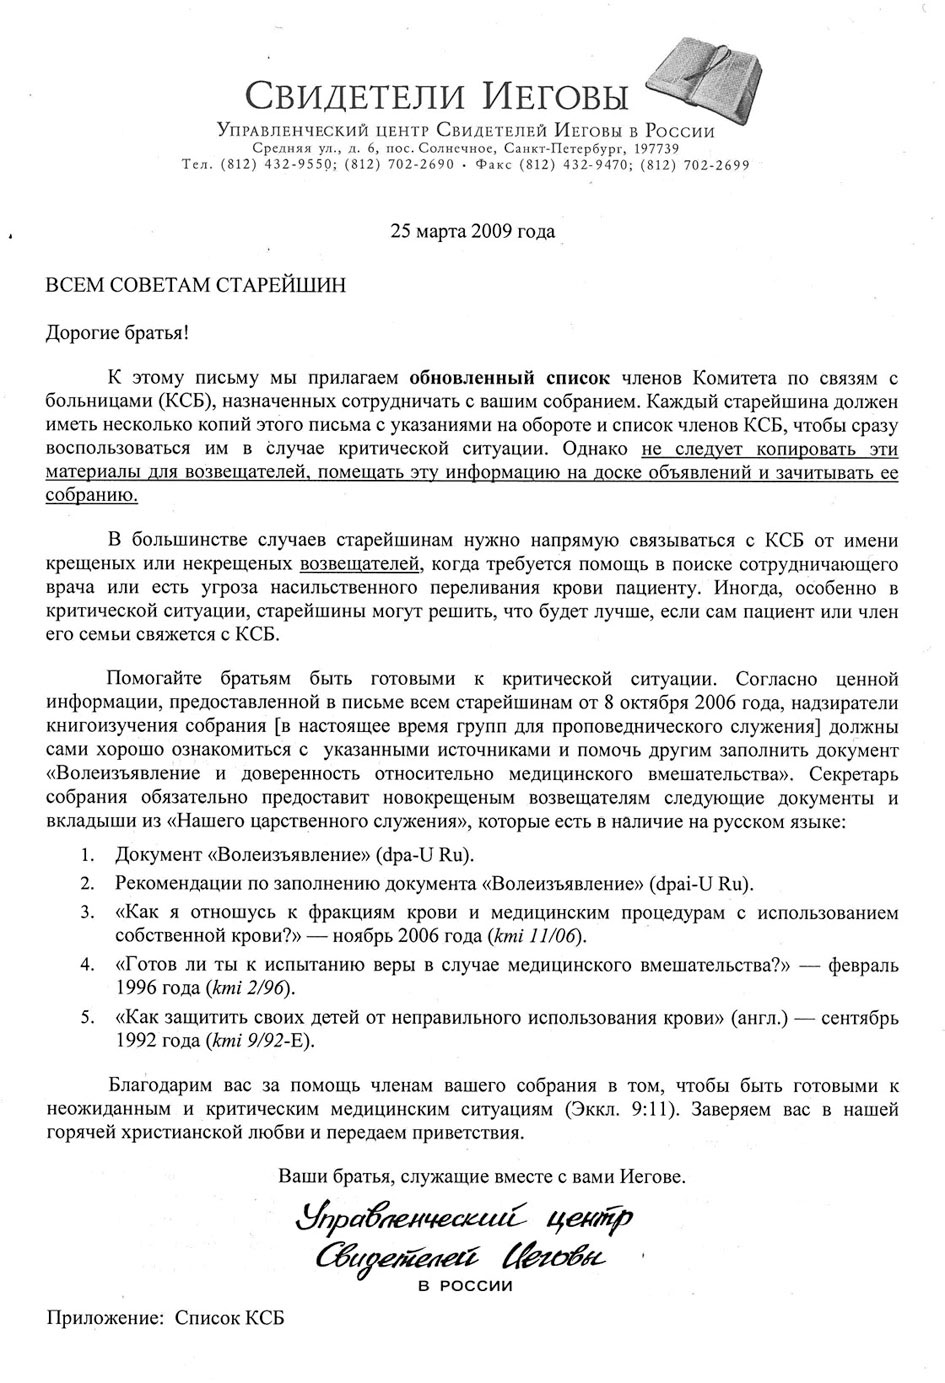 СВИДЕТЕЛИ ИЕГОВЫ
УПРАВЛЕНЧЕСКИЙ ЦЕНТР СВИДЕТЕЛЕЙ ИЕГОВЫ В РОССИИ
Средняя ул., д. 6, пос. Солнечное, Санкт-Петербург, 197739
Тел. (812) 432-9550; (812) 702-2690 • Факс (812) 432-9470; (812) 702-2699
25 марта 2009 года
ВСЕМ СОВЕТАМ СТАРЕЙШИН
Дорогие братья!
К этому письму мы прилагаем обновленный список членов Комитета по связям с
больницами (КСБ), назначенных сотрудничать с вашим собранием. Каждый старейшина должен
иметь несколько копий этого письма с указаниями на обороте и список членов КСБ, чтобы сразу
воспользоваться им в случае критической ситуации. Однако не следует копировать эти
материалы для возвещателей, помещать эту информацию на доске объявлений и зачитывать ее
собранию.
В большинстве случаев старейшинам нужно напрямую связываться с КСБ от имени
крещеных или некрещеных возвещателей, когда требуется помощь в поиске сотрудничающего
врача или есть угроза насильственного переливания крови пациенту. Иногда, особенно в
критической ситуации, старейшины могут решить, что будет лучше, если сам пациент или член
его семьи свяжется с КСБ.
Помогайте братьям быть готовыми к критической ситуации. Согласно ценной
информации, предоставленной в письме всем старейшинам от 8 октября 2006 года, надзиратели
книгоизучения собрания [в настоящее время групп для проповеднического служения] должны
сами хорошо ознакомиться с указанными источниками и помочь другим заполнить документ
«Волеизъявление и доверенность относительно медицинского вмешательства». Секретарь
собрания обязательно предоставит новокрещеным возвещателям следующие документы и
вкладыши из «Нашего царственного служения», которые есть в наличие на русском языке:
1. Документ «Волеизъявление» (dpa-U Ru).
2. Рекомендации по заполнению документа «Волеизъявление» (dpai-U Ru).
3. «Как я отношусь к фракциям крови и медицинским процедурам с использованием
собственной крови?» — ноябрь 2006 года (kmi 11/06).
4. «Готов ли ты к испытанию веры в случае медицинского вмешательства?» — февраль
1996 года (kmi 2/96).
5. «Как защитить своих детей от неправильного использования крови» (англ.) — сентябрь
1992 года (kmi 9/92-E).
Благодарим вас за помощь членам вашего собрания в том, чтобы быть готовыми к
неожиданным и критическим медицинским ситуациям (Эккл. 9:11). Заверяем вас в нашей
горячей христианской любви и передаем приветствия.
Ваши братья, служащие вместе с вами Иегове.
Управленческий центр
Свидетелей Иеговы
В РОССИИ
Приложение: Список КСБ